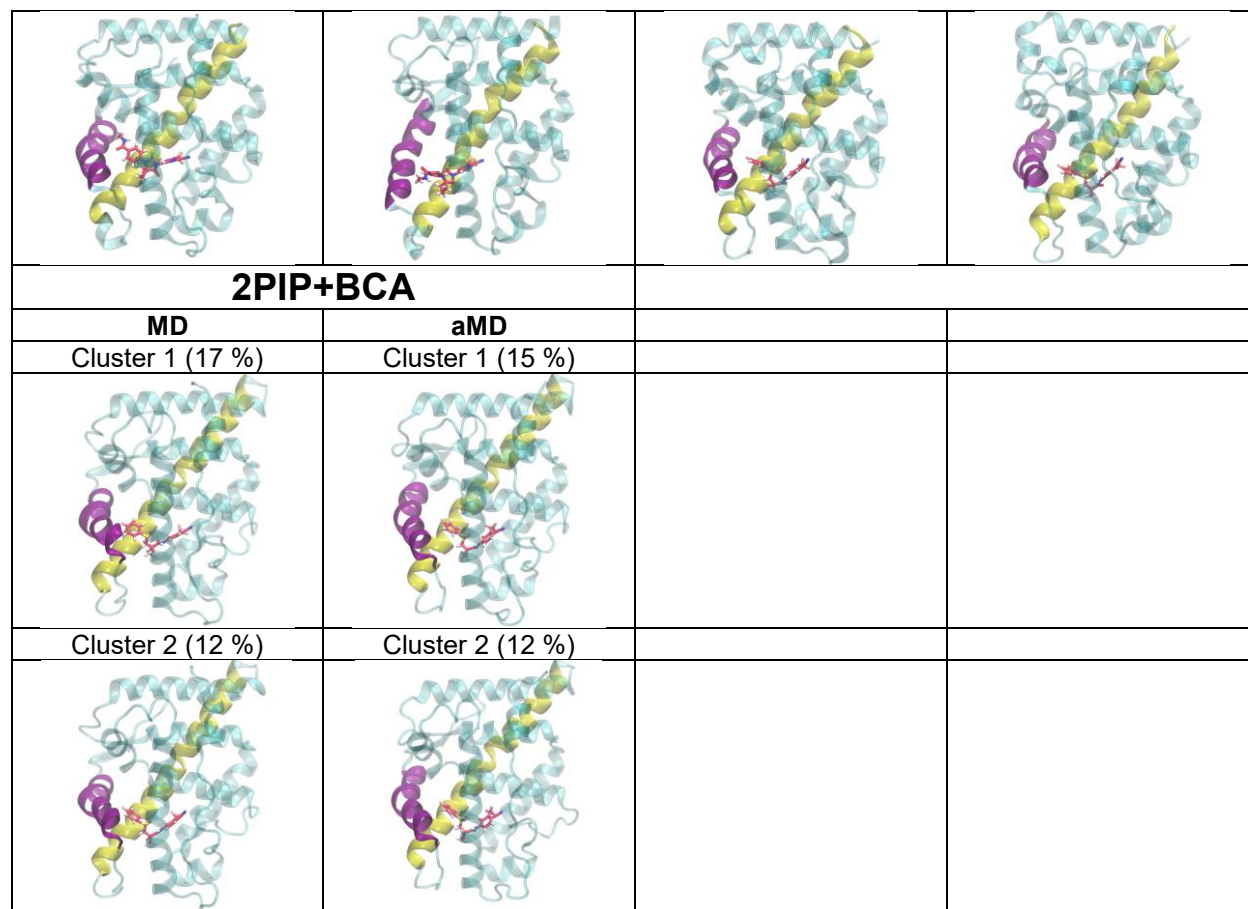 2PIP+BCA
MD aMD
Cluster 1 (17 %) Cluster 1 (15 %)
Cluster 2 (12 %) Cluster 2 (12 %)